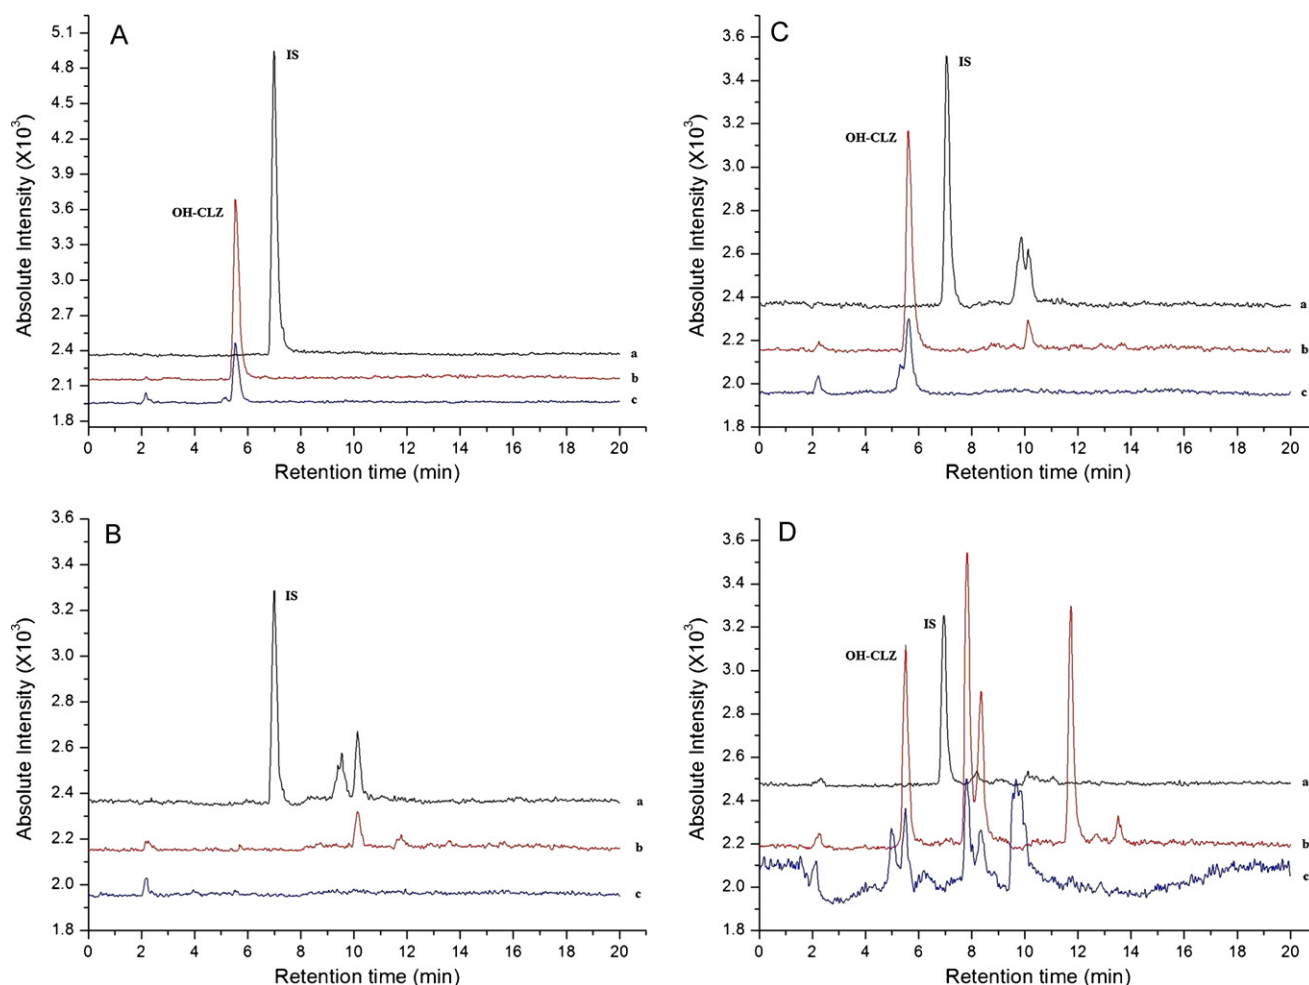 A
5.1
4.8
4.5
4.2
3.9
3.6
3.3
3.0
2.7
2.4
2.1
1.8
Absolute Intensity (X10³)
IS
OH-CLZ
a
b
c
0 2 4 6 8 10 12 14 16 18 20
Retention time (min)
C
3.6
3.4
3.2
3.0
2.8
2.6
2.4
2.2
2.0
1.8
Absolute Intensity (X10³)
IS
OH-CLZ
a
b
c
0 2 4 6 8 10 12 14 16 18 20
Retention time (min)
B
3.6
3.4
3.2
3.0
2.8
2.6
2.4
2.2
2.0
1.8
Absolute Intensity (X10³)
IS
a
b
c
0 2 4 6 8 10 12 14 16 18 20
Retention time (min)
D
3.6
3.4
3.2
3.0
2.8
2.6
2.4
2.2
2.0
1.8
Absolute Intensity (X10³)
IS
OH-CLZ
a
b
c
0 2 4 6 8 10 12 14 16 18 20
Retention time (min)